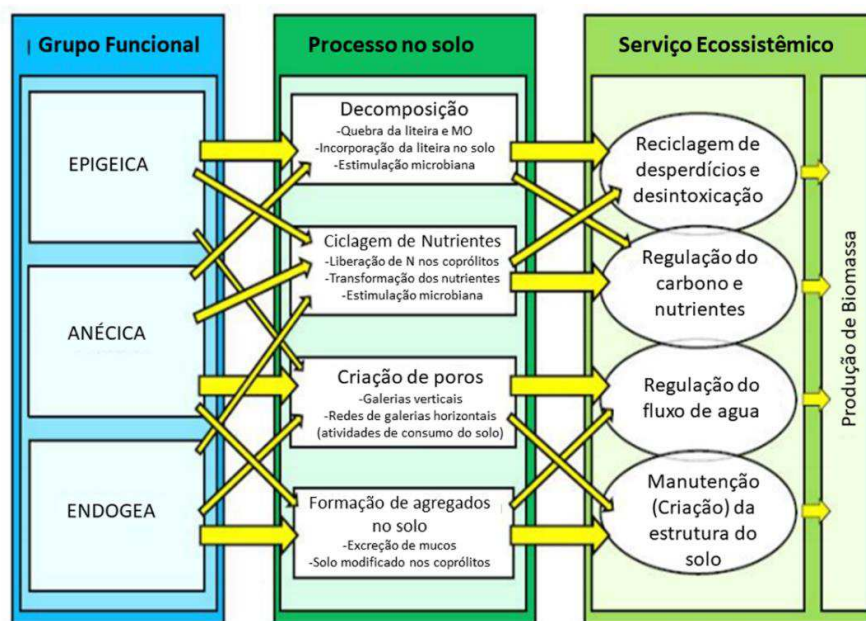 Grupo Funcional
EPIGEICA
ANÉCICA
ENDOGEA
Processo no solo
Decomposição
-Quebra da liteira e MO
-Incorporação da liteira no solo
-Estimulação microbiana
Ciclagem de Nutrientes
-Liberação de N nos coprólitos
-Transformação dos nutrientes
-Estimulação microbiana
Criação de poros
-Galerias verticais
-Redes de galerias horizontais
(atividades de consumo do solo)
Formação de agregados
no solo
-Excreção de mucos
-Solo modificado nos coprólitos
Serviço Ecossistêmico
Reciclagem de
desperdícios e
desintoxicação
Regulação do
carbono e
nutrientes
Regulação do
fluxo de agua
Manutenção
(Criação) da
estrutura do
solo
Produção de Biomassa